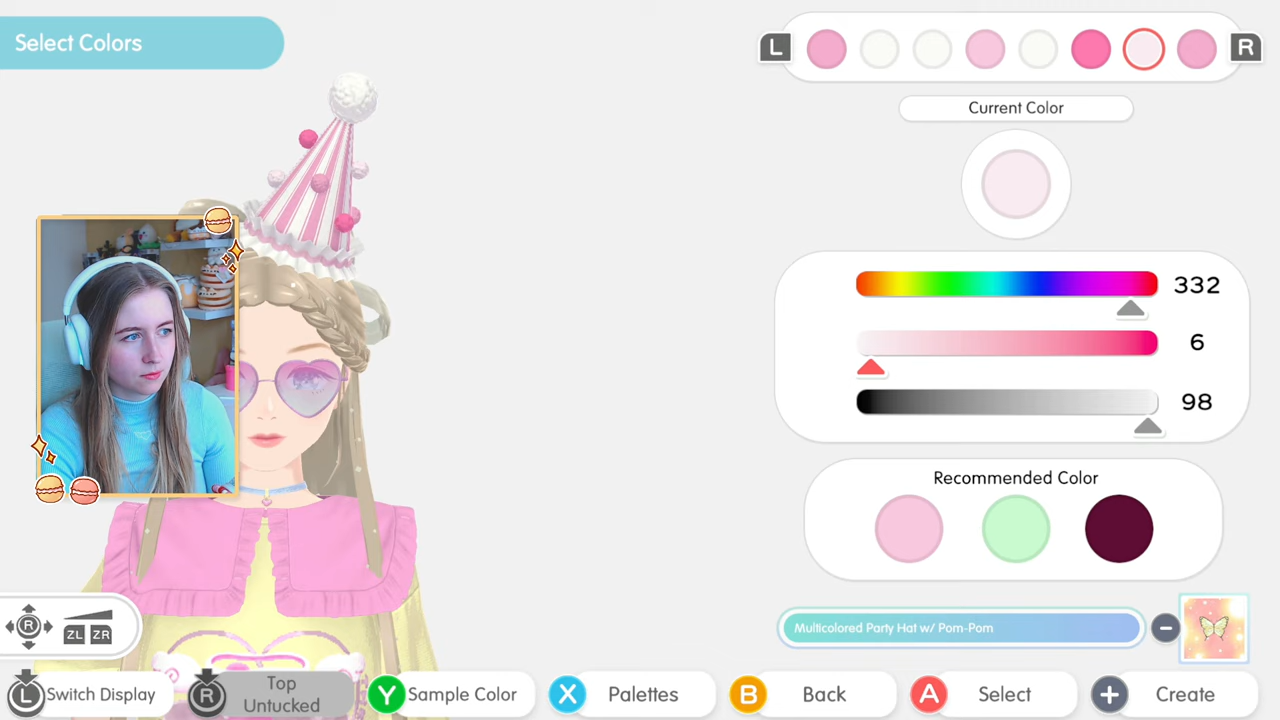 Select Colors
L
R
Current Color
332
6
98
Recommended Color
Multicolored Party Hat w/ Pom-Pom
R
ZL ZR
L Switch Display
R Top Untucked
Y Sample Color
X Palettes
B Back
A Select
+ Create